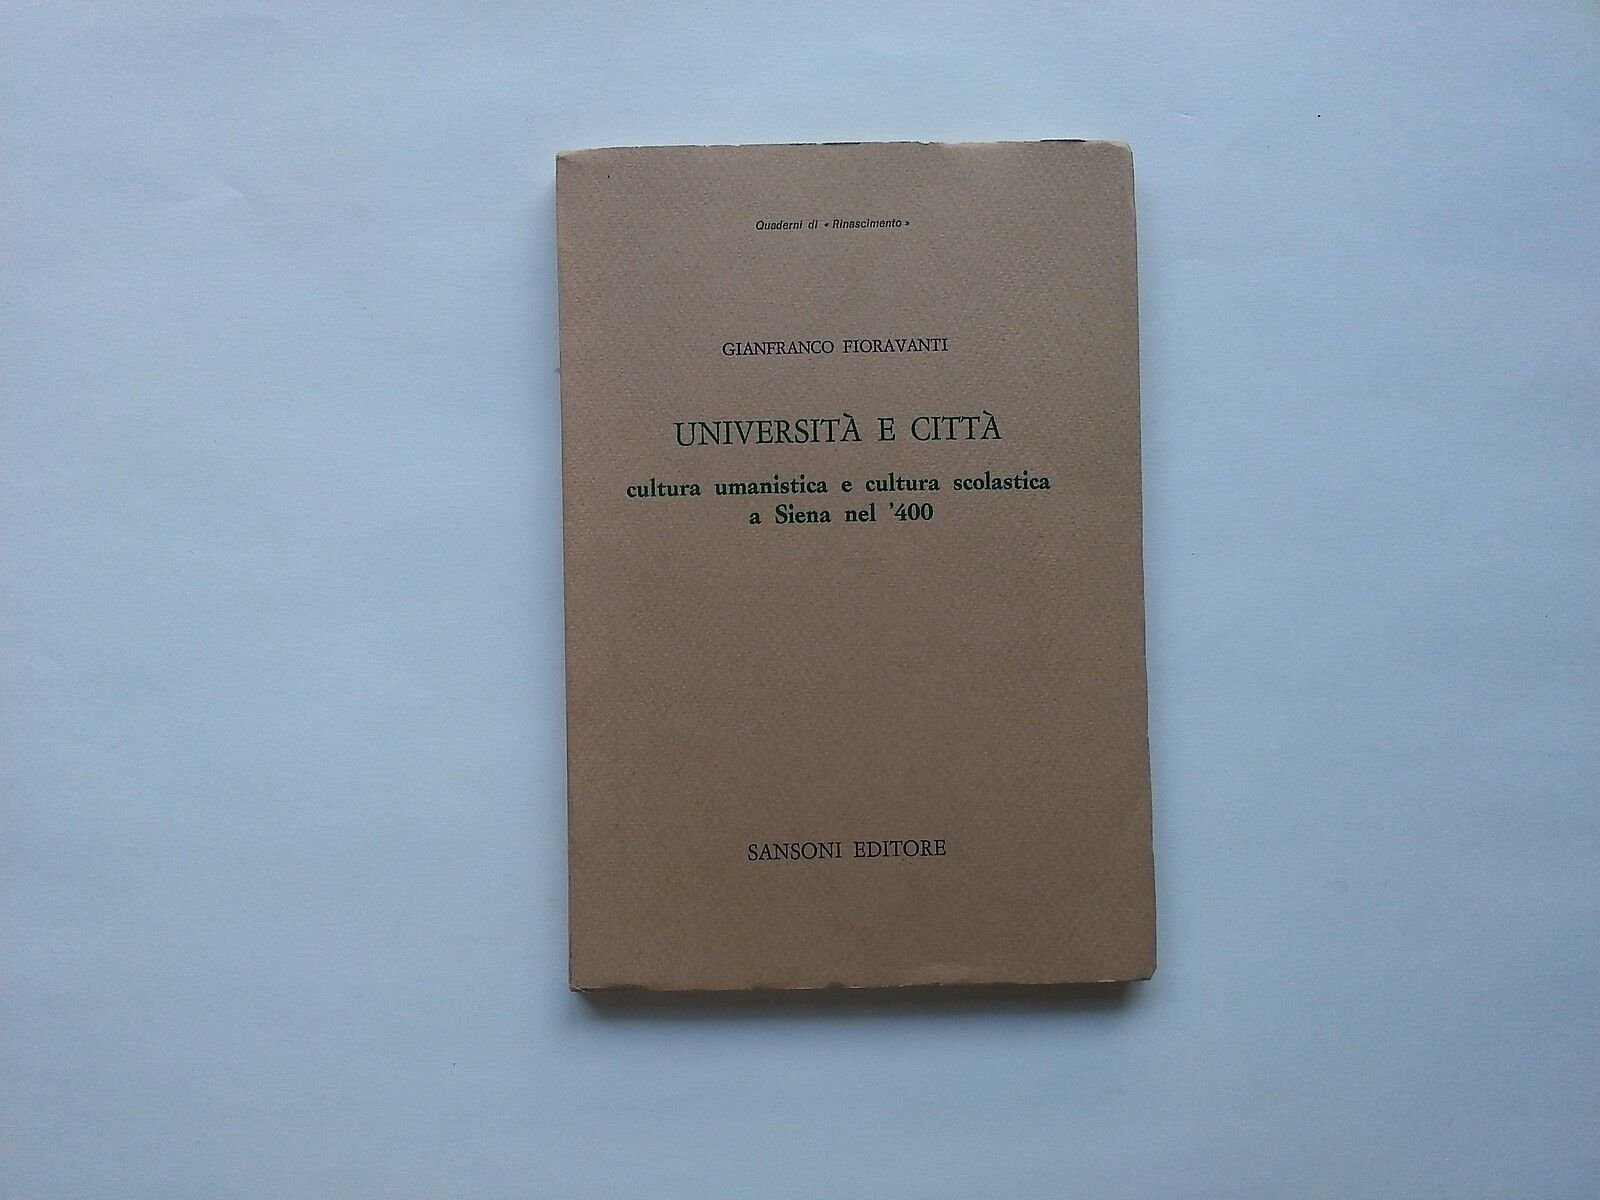 Quaderni di « Rinascimento »
GIANFRANCO FIORAVANTI
UNIVERSITÀ E CITTÀ
cultura umanistica e cultura scolastica
a Siena nel '400
SANSONI EDITORE